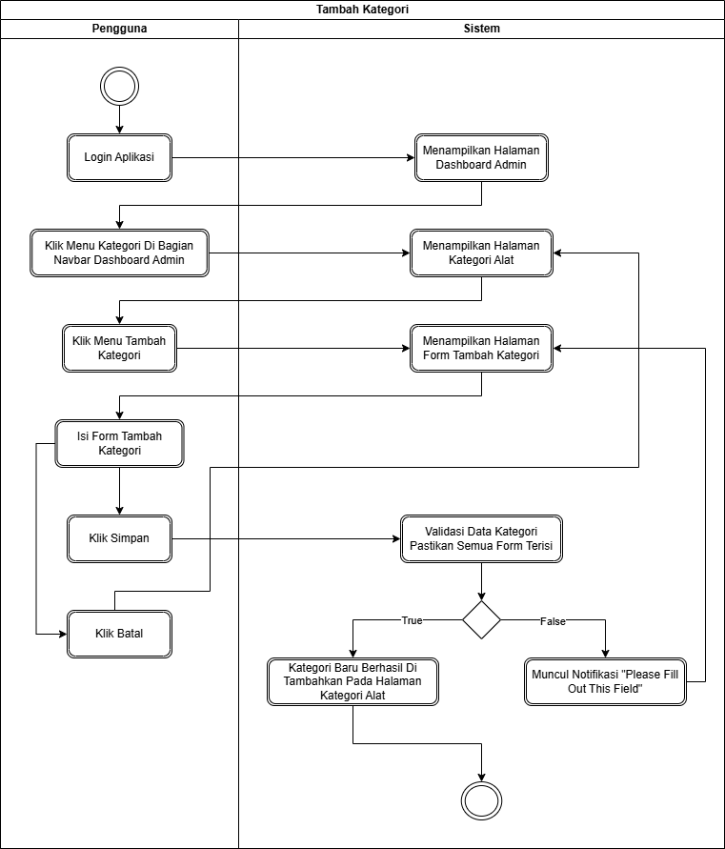 Tambah Kategori
Pengguna
Sistem
Login Aplikasi
Menampilkan Halaman
Dashboard Admin
Klik Menu Kategori Di Bagian
Navbar Dashboard Admin
Menampilkan Halaman
Kategori Alat
Klik Menu Tambah
Kategori
Menampilkan Halaman
Form Tambah Kategori
Isi Form Tambah
Kategori
Klik Simpan
Validasi Data Kategori
Pastikan Semua Form Terisi
True
False
Klik Batal
Kategori Baru Berhasil Di
Tambahkan Pada Halaman
Kategori Alat
Muncul Notifikasi "Please Fill
Out This Field"